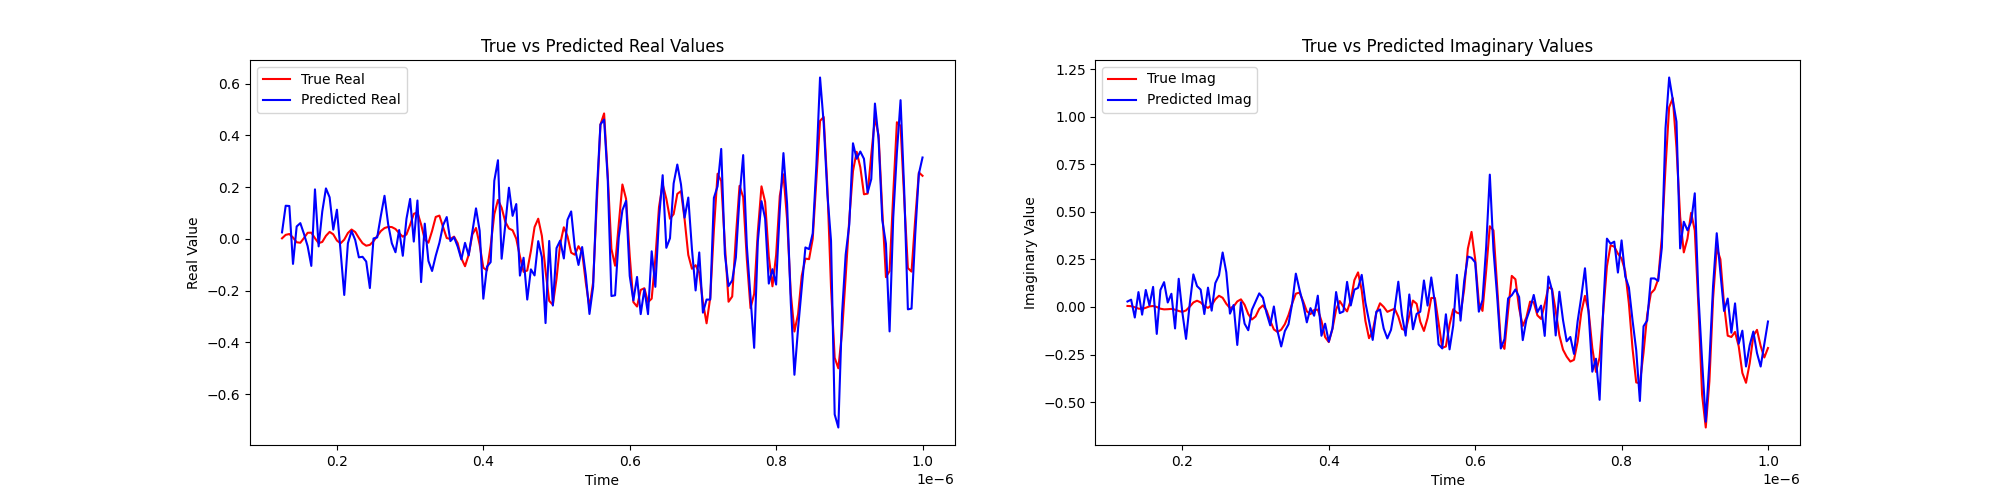 True vs Predicted Real Values
True Real
Predicted Real
Real Value
0.6
0.4
0.2
0.0
−0.2
−0.4
−0.6
0.2
0.4
0.6
0.8
1.0
1e−6
Time
True vs Predicted Imaginary Values
True Imag
Predicted Imag
Imaginary Value
1.25
1.00
0.75
0.50
0.25
0.00
−0.25
−0.50
0.2
0.4
0.6
0.8
1.0
1e−6
Time